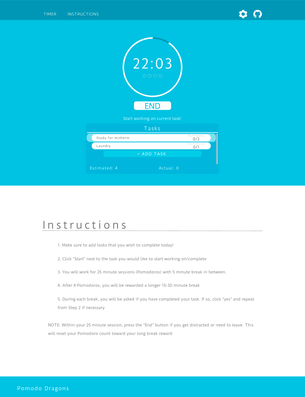 TIMER INSTRUCTIONS
22:03
END
Start working on current task!
Tasks
Study for midterm 0/3
Laundry 0/1
+ ADD TASK
Estimated: 4 Actual: 0
Instructions
1. Make sure to add tasks that you wish to complete today!
2. Click "Start" next to the task you would like to start working on/complete
3. You will work for 25 minute sessions (Pomodoros) with 5 minute break in between.
4. After 4 Pomodoros, you will be rewarded a longer 15-30 minute break
5. During each break, you will be asked if you have completed your task. If so, click "yes" and repeat
from Step 2 if necessary
NOTE: Within your 25 minute session, press the "End" button if you get distracted or need to leave. This
will reset your Pomodoro count toward your long break reward
Pomodo Dragons